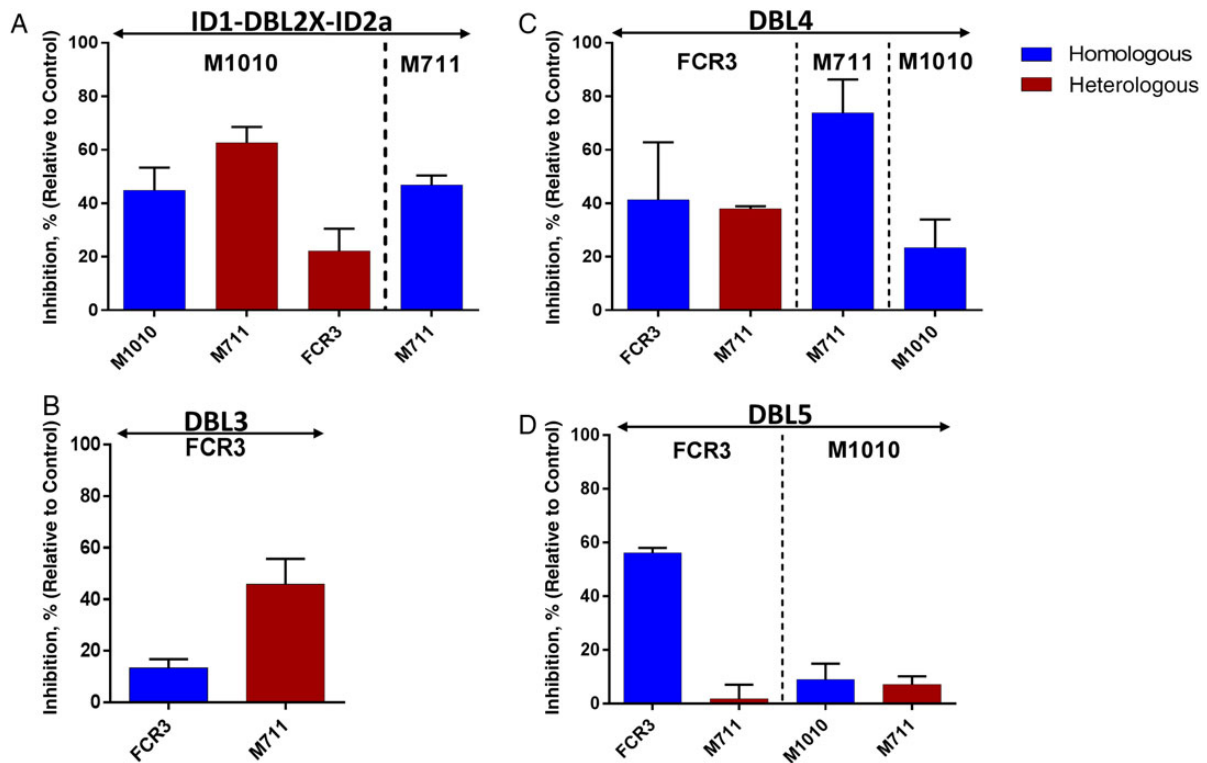 A
ID1-DBL2X-ID2a
M1010
M711
Inhibition, % (Relative to Control)
100
80
60
40
20
0
M1010
M711
FCR3
M711
C
DBL4
FCR3
M711
M1010
Inhibition, % (Relative to Control)
100
80
60
40
20
0
FCR3
M711
M711
M1010
Homologous
Heterologous
B
DBL3
FCR3
Inhibition, % (Relative to Control)
100
80
60
40
20
0
FCR3
M711
D
DBL5
FCR3
M1010
Inhibition, % (Relative to Control)
100
80
60
40
20
0
FCR3
M711
M1010
M711